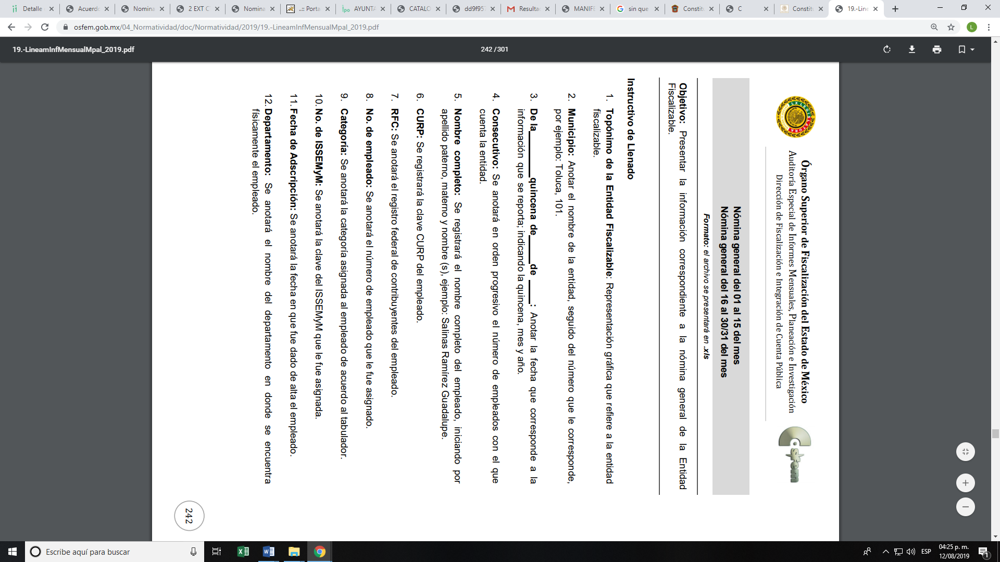 Detalle
Acuerdo
Nomina
2 EXT C
Nomina
..:: Porta
AYUNTA
CATALO
dd9f957
Resulta
MANIFE
sin que
Constitu
C
Constitu
19.-Line
osfem.gob.mx/04_Normatividad/doc/Normatividad/2019/19.-LineamInfMensualMpal_2019.pdf
L
19.-LineamInfMensualMpal_2019.pdf
242 / 301
LX LEGISLATURA
Órgano Superior de Fiscalización del Estado de México
Auditoría Especial de Informes Mensuales, Planeación e Investigación
Dirección de Fiscalización e Integración de Cuenta Pública
osfem
Nómina general del 01 al 15 del mes
Nómina general del 16 al 30/31 del mes
Formato: el archivo se presentará en .xls
Objetivo: Presentar la información correspondiente a la nómina general de la Entidad
Fiscalizable.
Instructivo de Llenado
1. Topónimo de la Entidad Fiscalizable: Representación gráfica que refiere a la entidad
fiscalizable.
2. Municipio: Anotar el nombre de la entidad, seguido del número que le corresponde,
por ejemplo: Toluca, 101.
3. De la ________ quincena de _____ de ____: Anotar la fecha que corresponde a la
información que se reporta; indicando la quincena, mes y año.
4. Consecutivo: Se anotará en orden progresivo el número de empleados con el que
cuenta la entidad.
5. Nombre completo: Se registrará el nombre completo del empleado, iniciando por
apellido paterno, materno y nombre (s), ejemplo: Salinas Ramírez Guadalupe.
6. CURP: Se registrará la clave CURP del empleado.
7. RFC: Se anotará el registro federal de contribuyentes del empleado.
8. No. de empleado: Se anotará el número de empleado que le fue asignado.
9. Categoría: Se anotará la categoría asignada al empleado de acuerdo al tabulador.
10. No. de ISSEMyM: Se anotará la clave del ISSEMyM que le fue asignada.
11. Fecha de Adscripción: Se anotará la fecha en que fue dado de alta el empleado.
12. Departamento: Se anotará el nombre del departamento en donde se encuentra
físicamente el empleado.
242
Escribe aquí para buscar
ESP
04:25 p. m.
12/08/2019
1